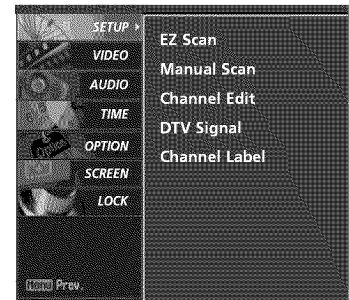 SETUP
VIDEO
AUDIO
TIME
OPTION
SCREEN
LOCK
EZ Scan
Manual Scan
Channel Edit
DTV Signal
Channel Label
Option
Menu Prev.